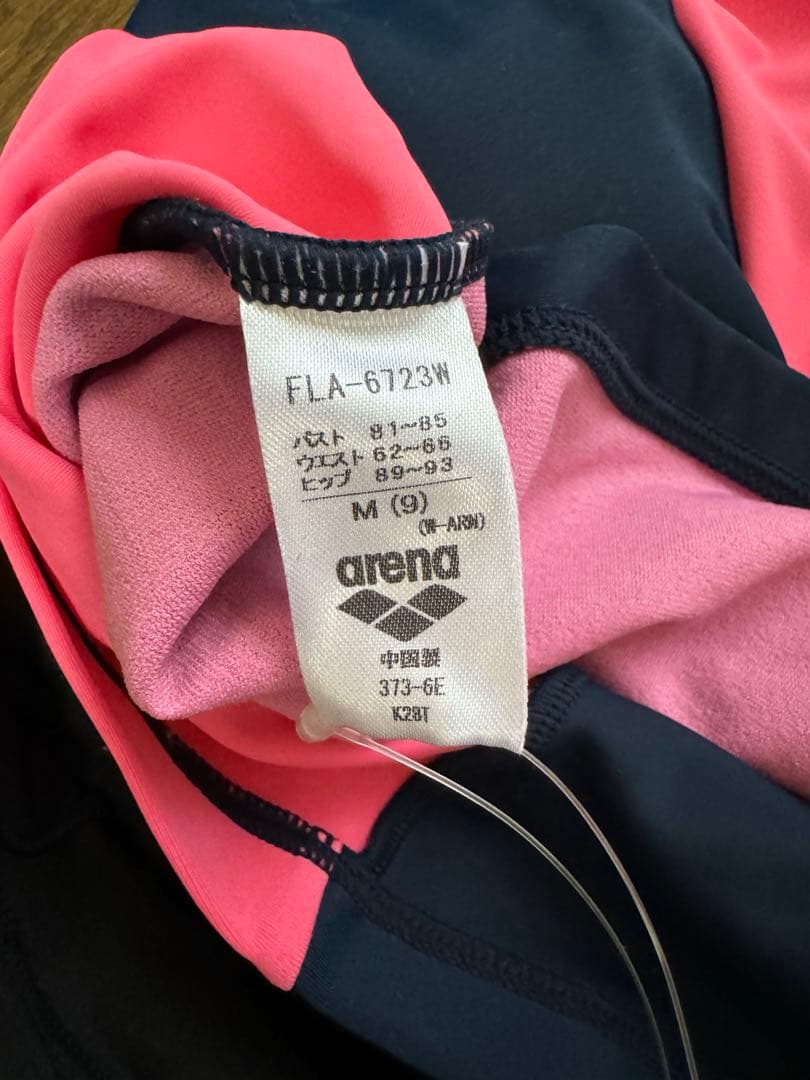 FLA-6723W
バスト 81～85
ウエスト 62～66
ヒップ 89～93
M (9)
(W-ARM)
arena
中国製
373-6E
K28T